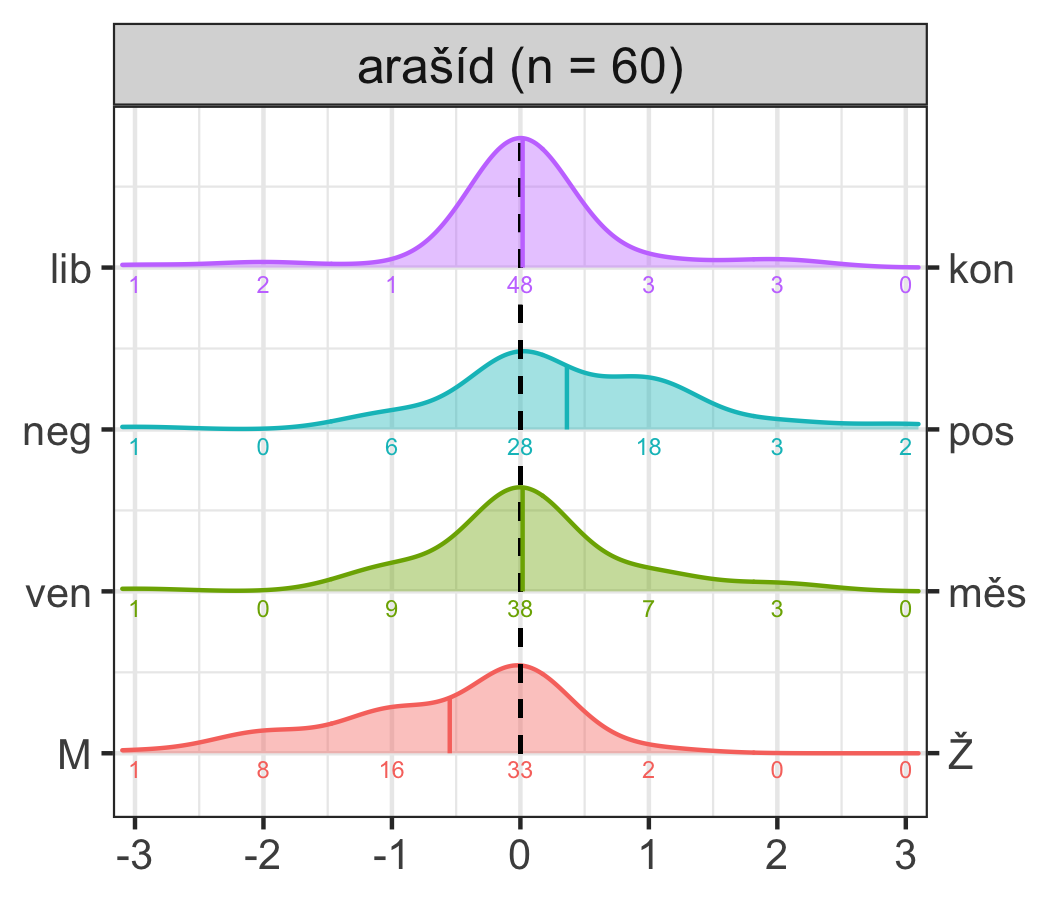 arašíd (n = 60)
lib kon
1 2 1 48 3 3 0
neg pos
1 0 6 28 18 3 2
ven měs
1 0 9 38 7 3 0
M Ž
1 8 16 33 2 0 0
-3 -2 -1 0 1 2 3